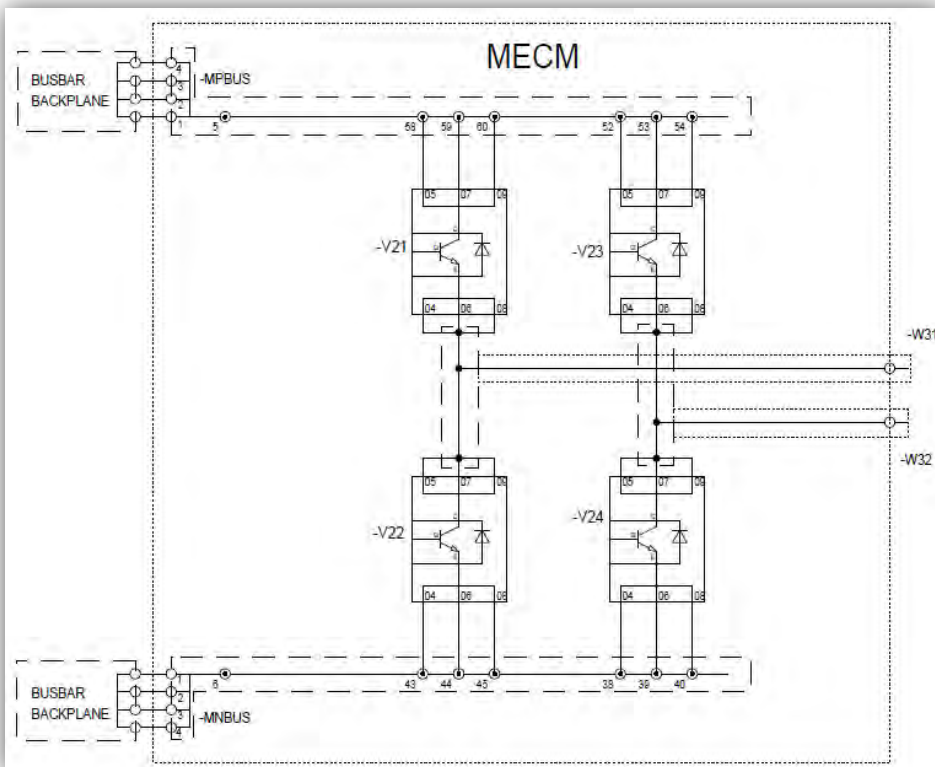 MECM
BUSBAR
BACKPLANE
4
3
2
1
-MPBUS
5
58
59
60
52
53
54
05
07
09
05
07
09
C
G
E
C
G
E
-V21
-V23
04
06
08
04
06
08
-W31
-W32
05
07
09
05
07
09
C
G
E
C
G
E
-V22
-V24
04
06
08
04
06
08
BUSBAR
BACKPLANE
1
2
3
4
-MNBUS
6
43
44
45
38
39
40